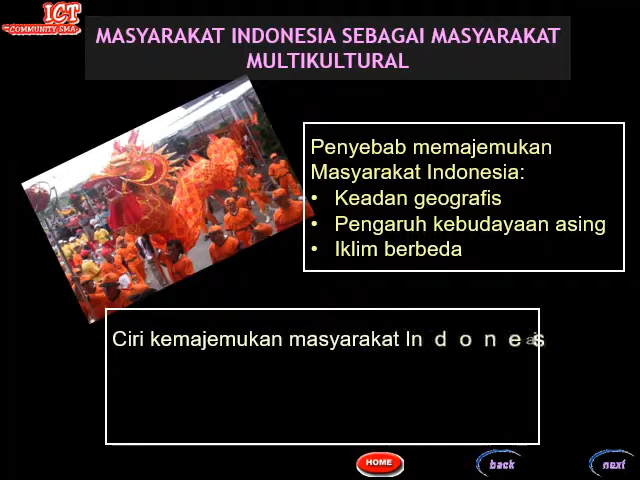 ICT
COMMUNITY SMA
MASYARAKAT INDONESIA SEBAGAI MASYARAKAT
MULTIKULTURAL
Penyebab memajemukan
Masyarakat Indonesia:
• Keadan geografis
• Pengaruh kebudayaan asing
• Iklim berbeda
Ciri kemajemukan masyarakat In d o n e
HOME
back
next